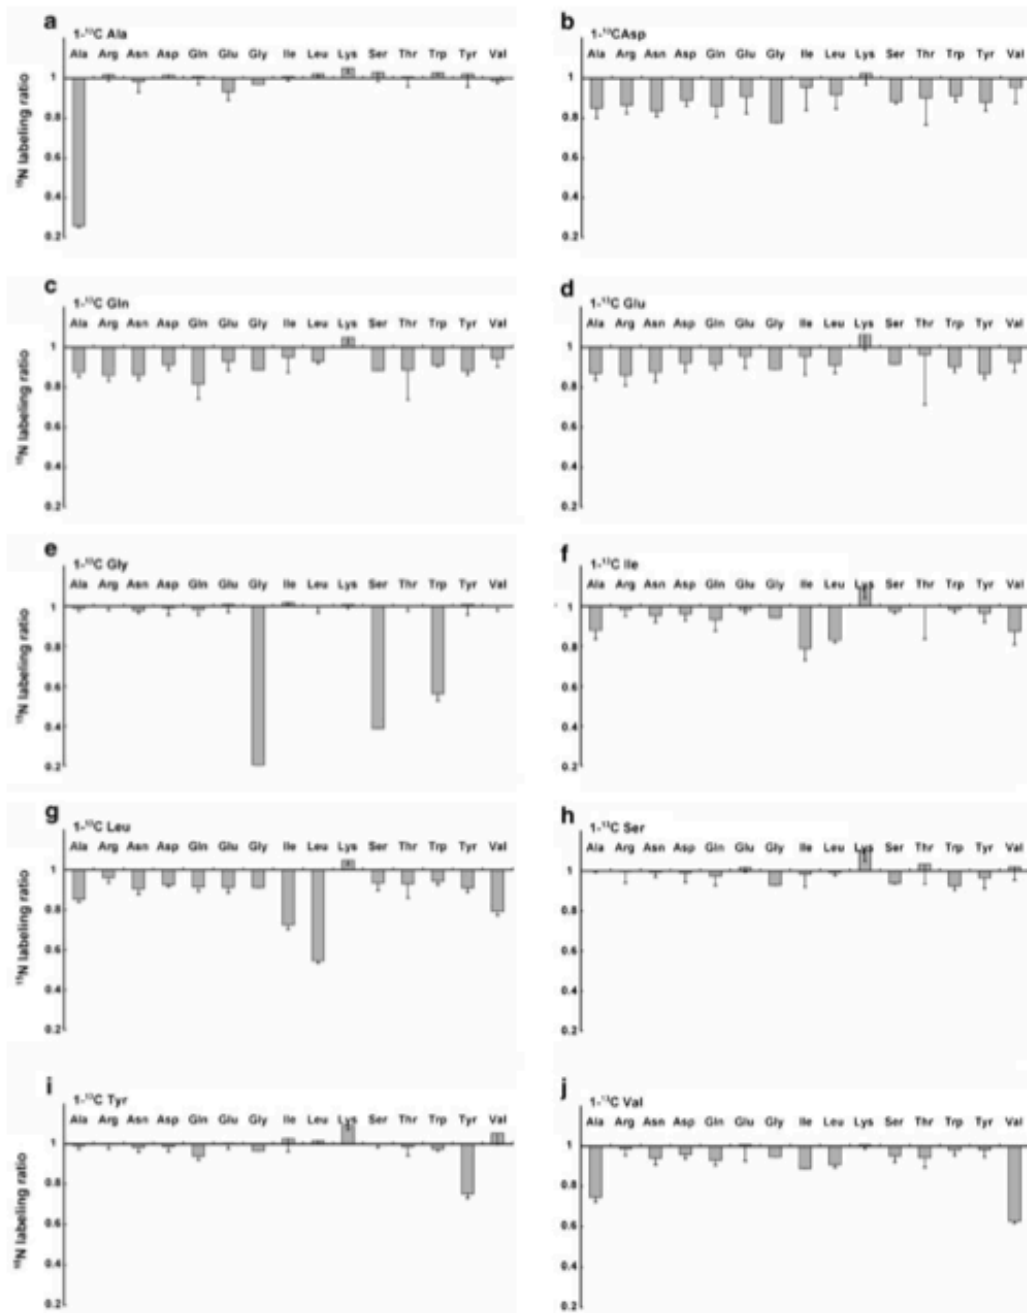 a
1-¹³C Ala
Ala Arg Asn Asp Gln Glu Gly Ile Leu Lys Ser Thr Trp Tyr Val
1
0.8
0.6
0.4
0.2
¹⁵N labeling ratio
b
1-¹³CAsp
Ala Arg Asn Asp Gln Glu Gly Ile Leu Lys Ser Thr Trp Tyr Val
1
0.8
0.6
0.4
0.2
c
1-¹³C Gln
Ala Arg Asn Asp Gln Glu Gly Ile Leu Lys Ser Thr Trp Tyr Val
1
0.8
0.6
0.4
0.2
¹⁵N labeling ratio
d
1-¹³C Glu
Ala Arg Asn Asp Gln Glu Gly Ile Leu Lys Ser Thr Trp Tyr Val
1
0.8
0.6
0.4
0.2
e
1-¹³C Gly
Ala Arg Asn Asp Gln Glu Gly Ile Leu Lys Ser Thr Trp Tyr Val
1
0.8
0.6
0.4
0.2
¹⁵N labeling ratio
f
1-¹³C Ile
Ala Arg Asn Asp Gln Glu Gly Ile Leu Lys Ser Thr Trp Tyr Val
1
0.8
0.6
0.4
0.2
g
1-¹³C Leu
Ala Arg Asn Asp Gln Glu Gly Ile Leu Lys Ser Thr Trp Tyr Val
1
0.8
0.6
0.4
0.2
¹⁵N labeling ratio
h
1-¹³C Ser
Ala Arg Asn Asp Gln Glu Gly Ile Leu Lys Ser Thr Trp Tyr Val
1
0.8
0.6
0.4
0.2
i
1-¹³C Tyr
Ala Arg Asn Asp Gln Glu Gly Ile Leu Lys Ser Thr Trp Tyr Val
1
0.8
0.6
0.4
0.2
¹⁵N labeling ratio
j
1-¹³C Val
Ala Arg Asn Asp Gln Glu Gly Ile Leu Lys Ser Thr Trp Tyr Val
1
0.8
0.6
0.4
0.2